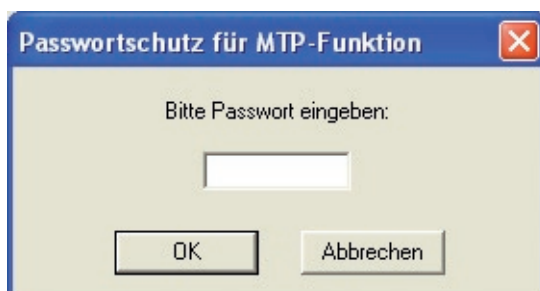 Passwortschutz für MTP-Funktion
Bitte Passwort eingeben:
OK Abbrechen